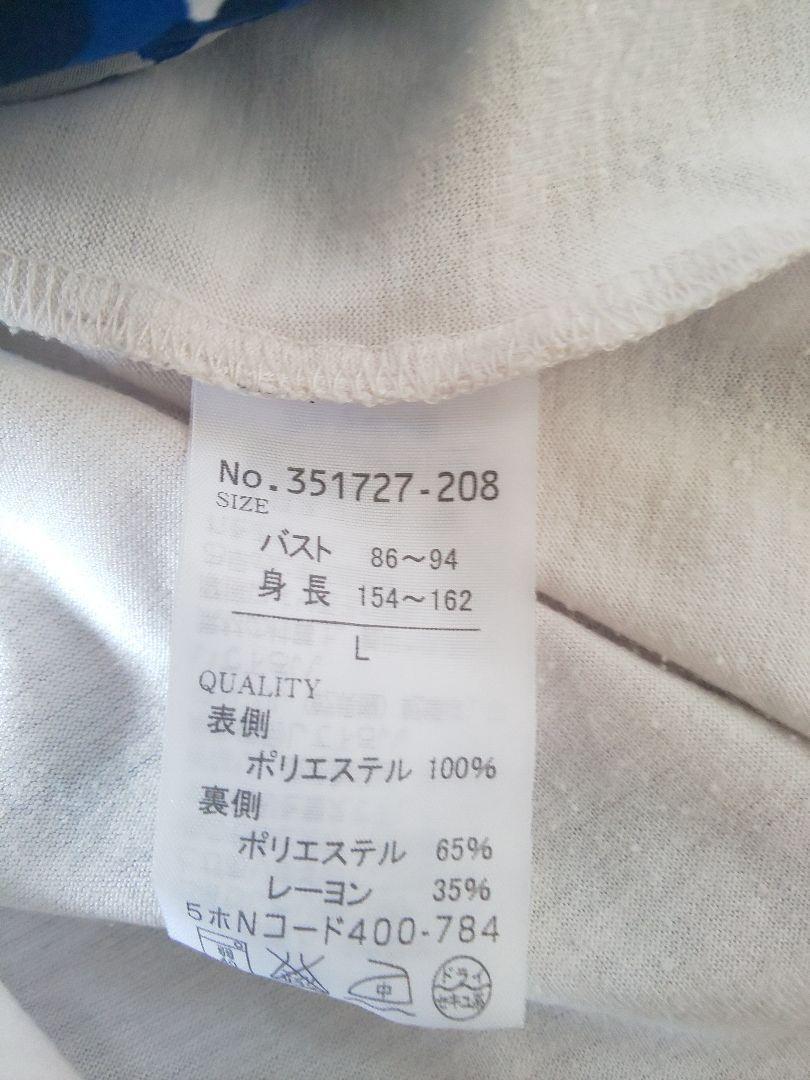 No.351727-208
SIZE
バスト 86～94
身長 154～162
L
QUALITY
表側
ポリエステル 100%
裏側
ポリエステル 65%
レーヨン 35%
5ホNコード400-784
弱 中 ドライ
セキユ系